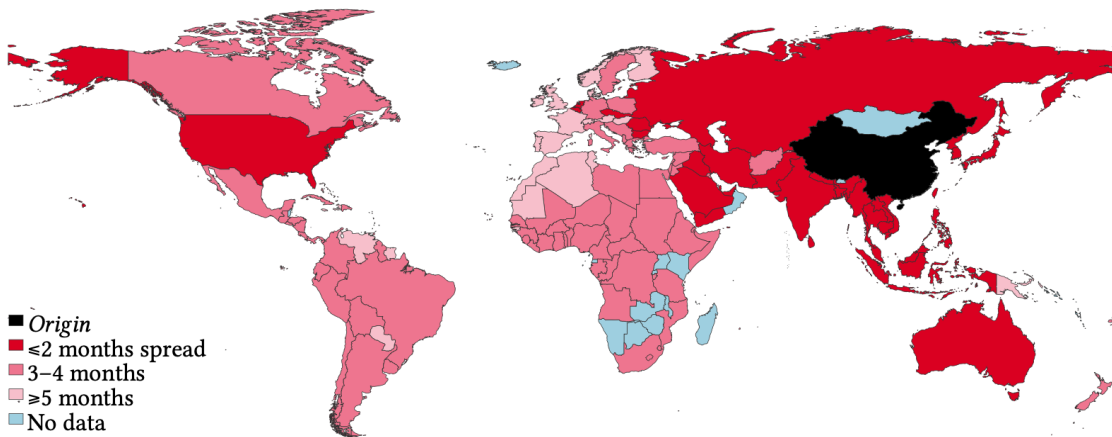 Origin
⩽2 months spread
3–4 months
⩾5 months
No data